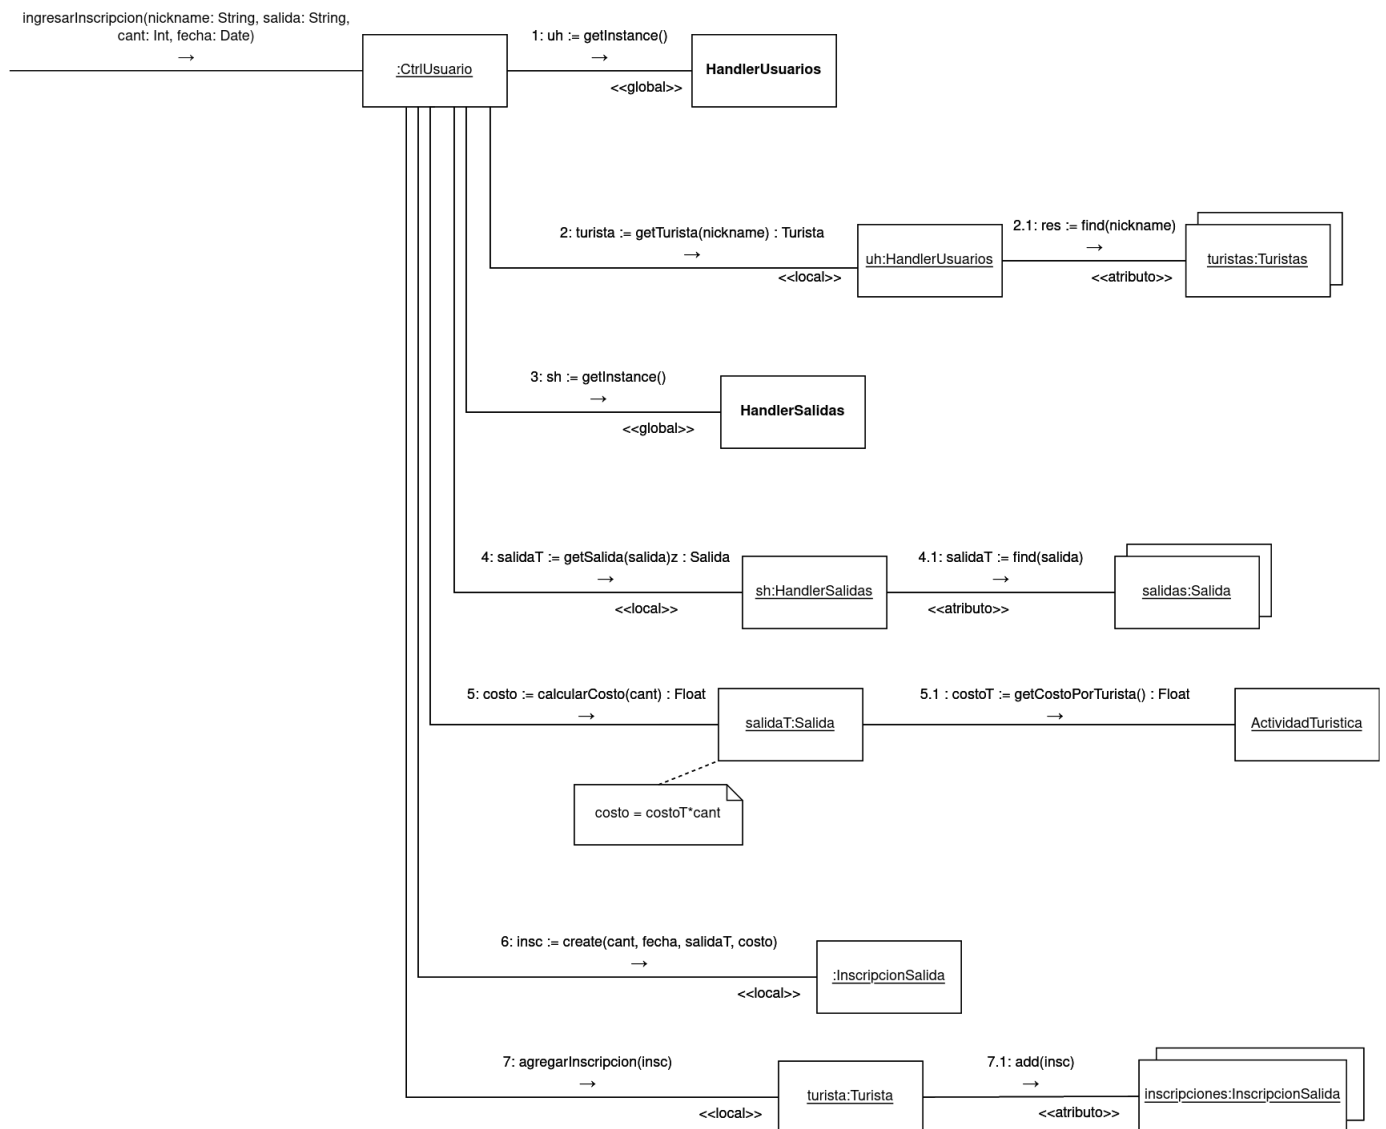 ingresarInscripcion(nickname: String, salida: String,
cant: Int, fecha: Date)
→
:CtrlUsuario
1: uh := getInstance()
→
<<global>>
HandlerUsuarios
2: turista := getTurista(nickname) : Turista
→
<<local>>
uh:HandlerUsuarios
2.1: res := find(nickname)
→
<<atributo>>
turistas:Turistas
3: sh := getInstance()
→
<<global>>
HandlerSalidas
4: salidaT := getSalida(salida)z : Salida
→
<<local>>
sh:HandlerSalidas
4.1: salidaT := find(salida)
→
<<atributo>>
salidas:Salida
5: costo := calcularCosto(cant) : Float
→
salidaT:Salida
5.1 : costoT := getCostoPorTurista() : Float
→
ActividadTuristica
costo = costoT*cant
6: insc := create(cant, fecha, salidaT, costo)
→
<<local>>
:InscripcionSalida
7: agregarInscripcion(insc)
→
<<local>>
turista:Turista
7.1: add(insc)
→
<<atributo>>
inscripciones:InscripcionSalida